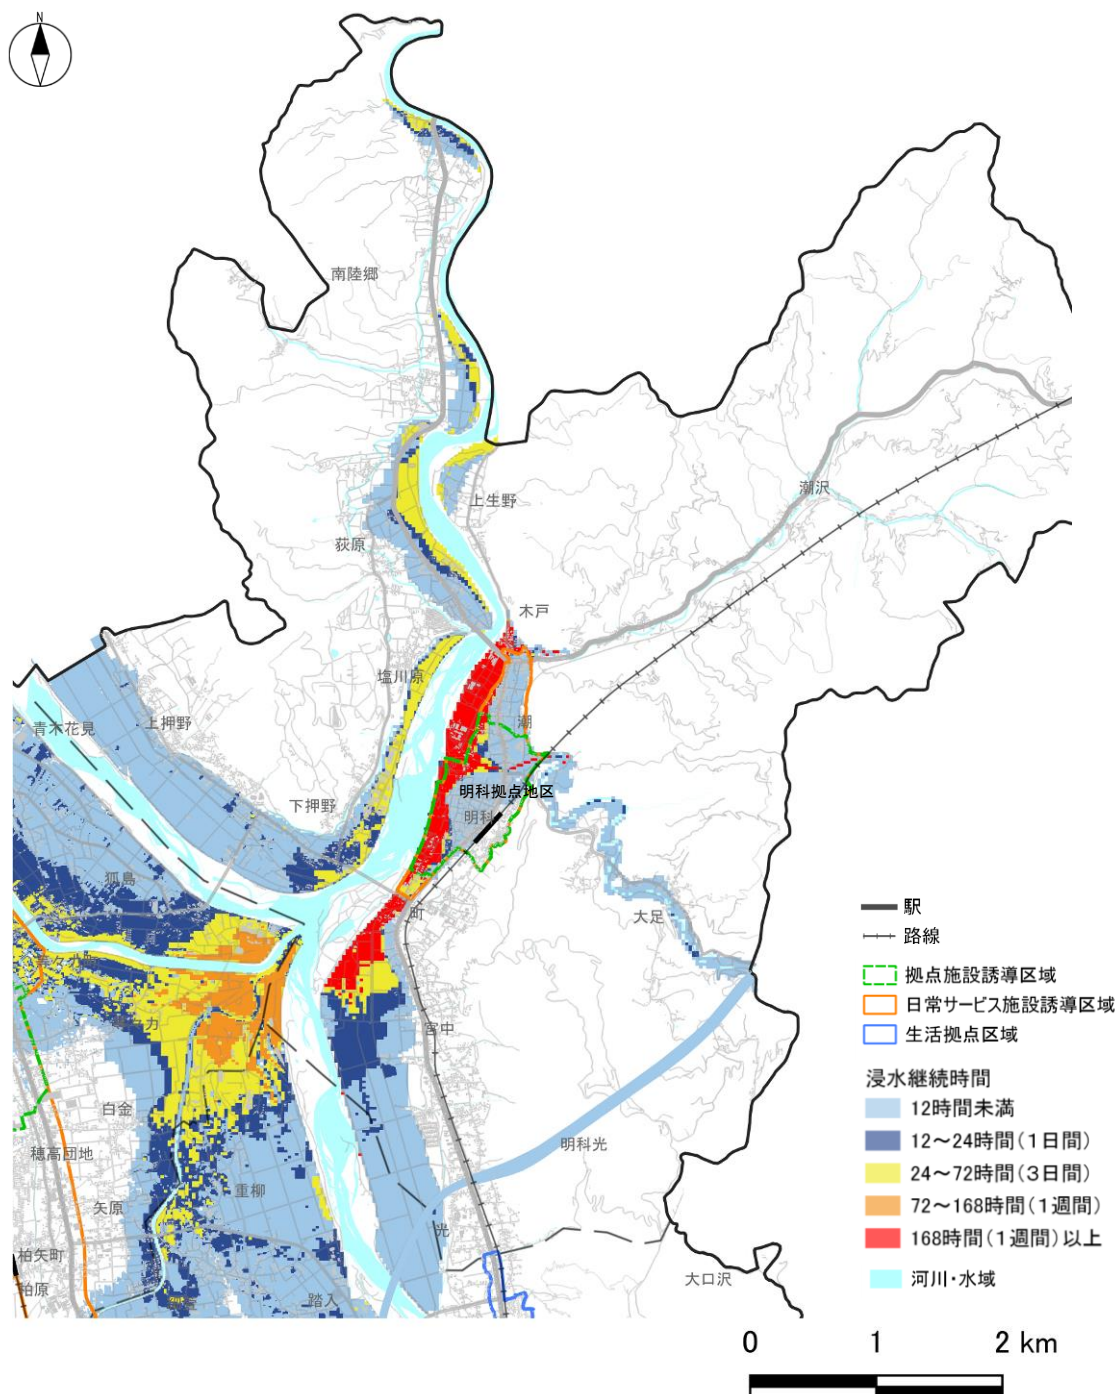 N
南陸郷
潮沢
上生野
荻原
木戸
塩川原
潮
青木花見
上押野
明科拠点地区
下押野
明科
狐島
町
大足
宮中
白金
穂高団地
明科光
重柳
矢原
光
柏矢町
柏原
踏入
大口沢
駅
路線
拠点施設誘導区域
日常サービス施設誘導区域
生活拠点区域
浸水継続時間
12時間未満
12～24時間(1日間)
24～72時間(3日間)
72～168時間(1週間)
168時間(1週間)以上
河川・水域
0 1 2 km